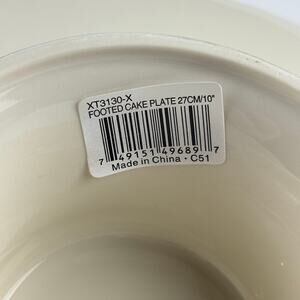 XT3130-X
FOOTED CAKE PLATE 27CM/10"
7 49151 49689 7
Made in China · C51